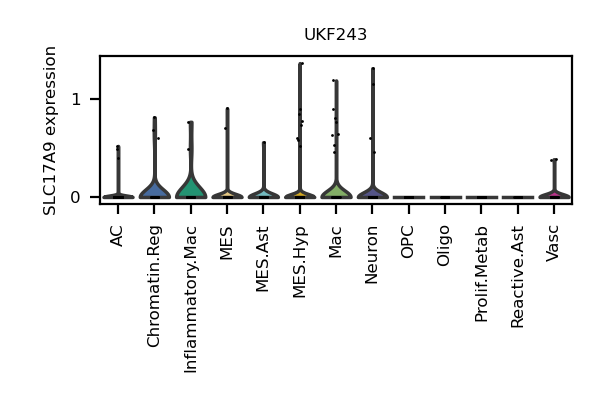 UKF243
SLC17A9 expression
1
0
AC
Chromatin.Reg
Inflammatory.Mac
MES
MES.Ast
MES.Hyp
Mac
Neuron
OPC
Oligo
Prolif.Metab
Reactive.Ast
Vasc